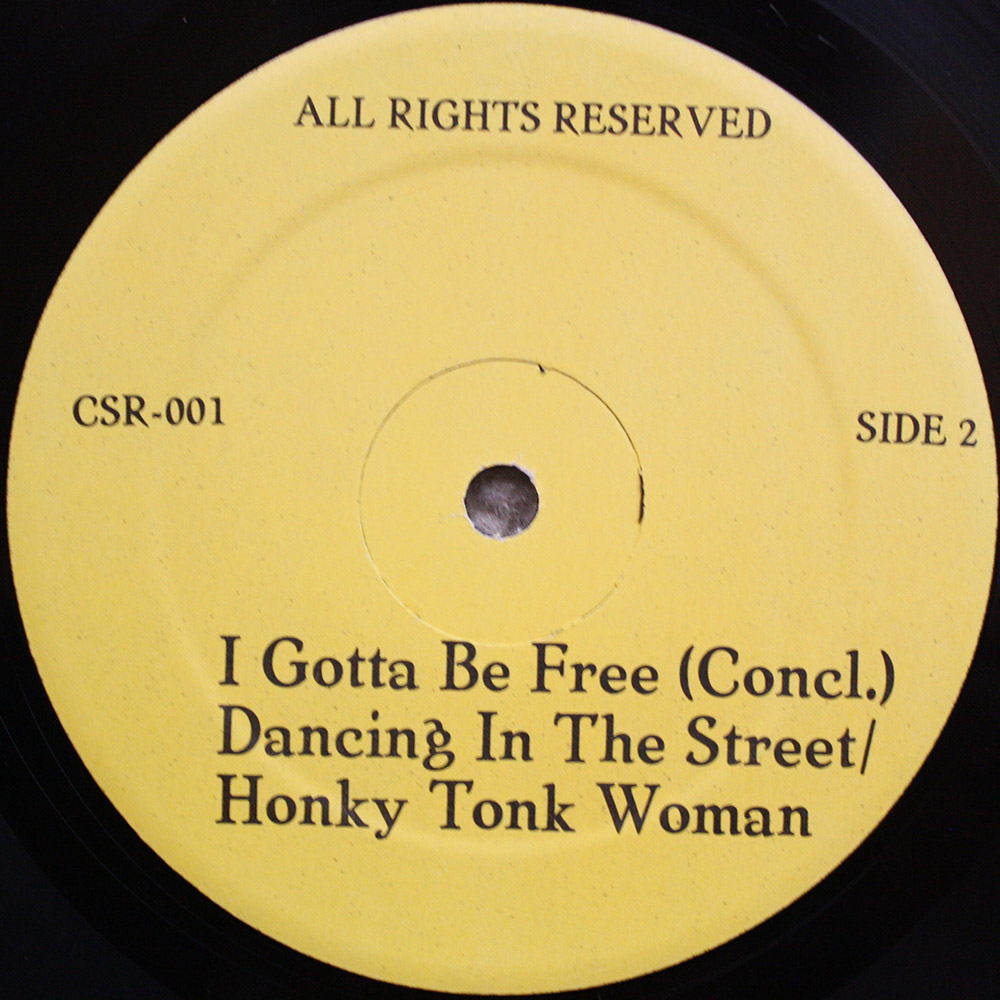 ALL RIGHTS RESERVED
CSR-001
SIDE 2
I Gotta Be Free (Concl.)
Dancing In The Street/
Honky Tonk Woman